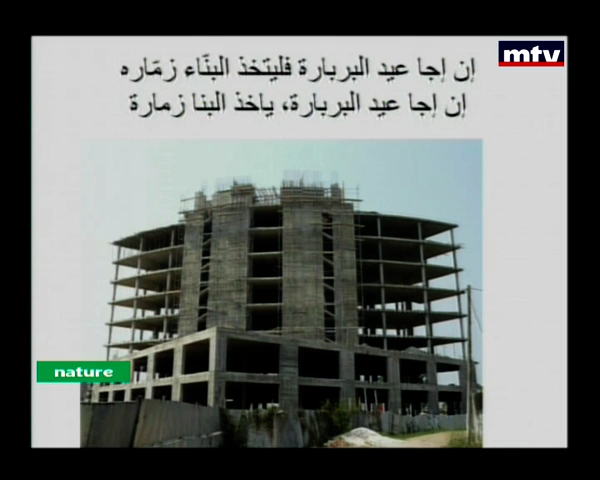 mtv
إن إجا عيد البربارة فليتخذ البنّاء زمّاره
إن إجا عيد البربارة، ياخذ البنا زمارة
nature